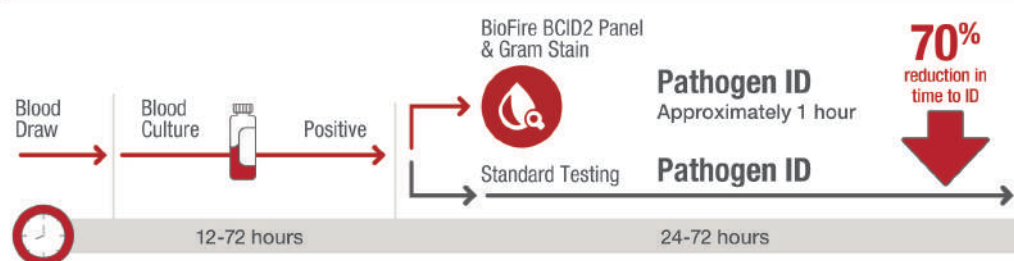 BioFire BCID2 Panel
& Gram Stain
70%
reduction in
time to ID
Pathogen ID
Approximately 1 hour
Blood
Draw
Blood
Culture
Positive
Standard Testing
Pathogen ID
12-72 hours
24-72 hours